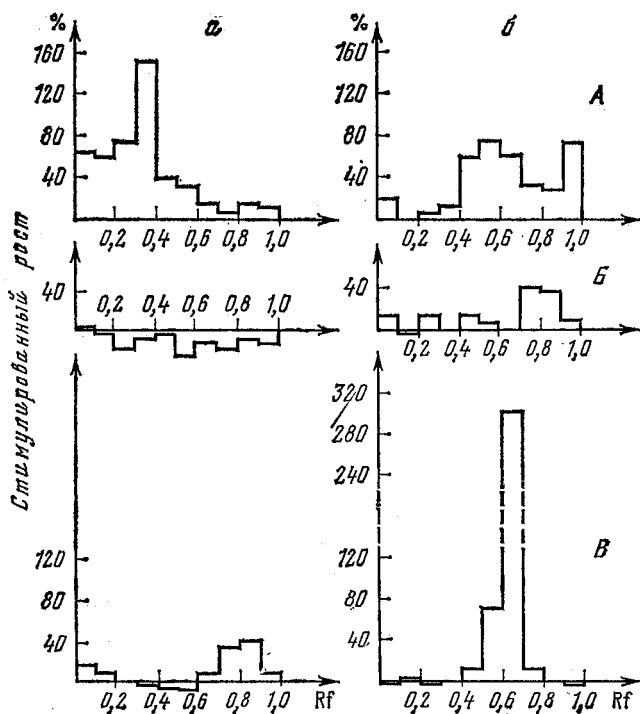 % а % б
160 160
120 120 А
80 80
40 40
0,2 0,4 0,6 0,8 1,0 0,2 0,4 0,6 0,8 1,0
Стимулированный рост
40 0,2 0,4 0,6 0,8 1,0 40 Б
0,2 0,4 0,6 0,8 1,0
320
280
240
120 120 В
80 80
40 40
0,2 0,4 0,6 0,8 1,0 Rf 0,2 0,4 0,6 0,8 1,0 Rf